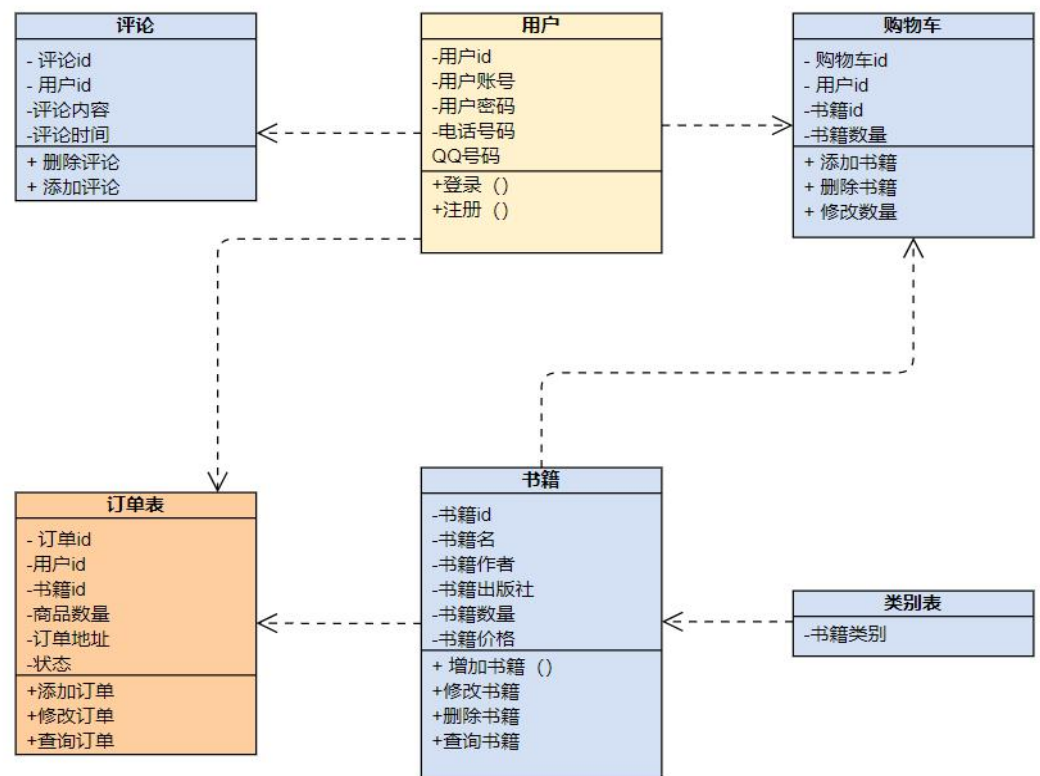 评论
- 评论id
- 用户id
-评论内容
-评论时间
+ 删除评论
+ 添加评论
用户
-用户id
-用户账号
-用户密码
-电话号码
QQ号码
+登录（）
+注册（）
购物车
- 购物车id
- 用户id
-书籍id
-书籍数量
+ 添加书籍
+ 删除书籍
+ 修改数量
订单表
- 订单id
-用户id
-书籍id
-商品数量
-订单地址
-状态
+添加订单
+修改订单
+查询订单
书籍
-书籍id
-书籍名
-书籍作者
-书籍出版社
-书籍数量
-书籍价格
+ 增加书籍（）
+修改书籍
+删除书籍
+查询书籍
类别表
-书籍类别